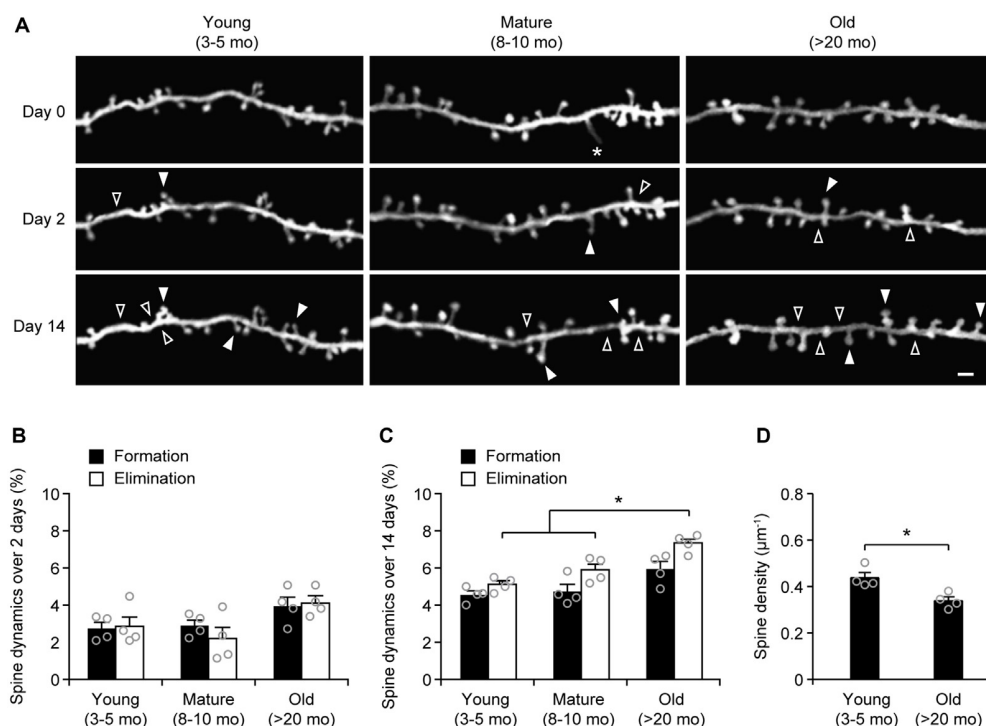 A
Young
(3-5 mo)
Mature
(8-10 mo)
Old
(>20 mo)
Day 0
*
Day 2
Day 14
B
Formation
Elimination
Spine dynamics over 2 days (%)
10
8
6
4
2
0
Young
(3-5 mo)
Mature
(8-10 mo)
Old
(>20 mo)
C
Formation
Elimination
Spine dynamics over 14 days (%)
10
8
6
4
2
0
*
Young
(3-5 mo)
Mature
(8-10 mo)
Old
(>20 mo)
D
Spine density (μm⁻¹)
0.8
0.6
0.4
0.2
0
*
Young
(3-5 mo)
Old
(>20 mo)